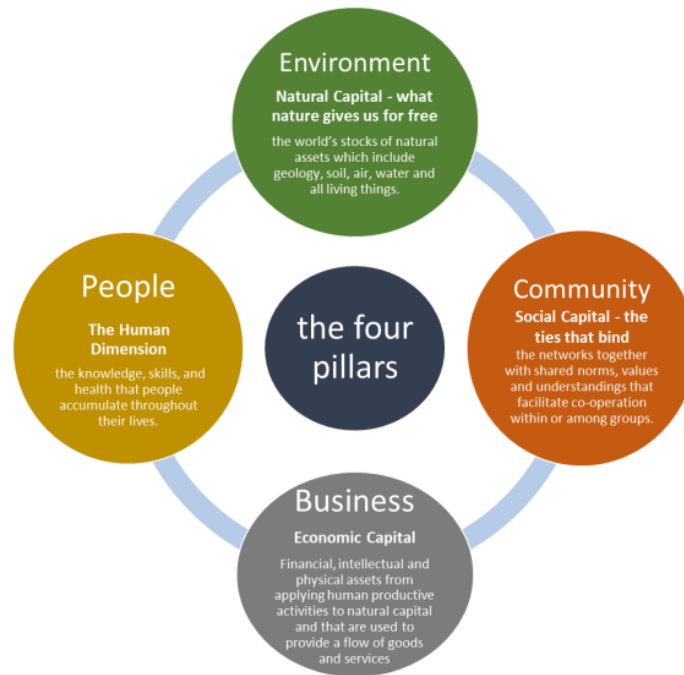 Environment
Natural Capital - what
nature gives us for free
the world's stocks of natural
assets which include
geology, soil, air, water and
all living things.
People
The Human
Dimension
the knowledge, skills, and
health that people
accumulate throughout
their lives.
the four
pillars
Community
Social Capital - the
ties that bind
the networks together
with shared norms, values
and understandings that
facilitate co-operation
within or among groups.
Business
Economic Capital
Financial, intellectual and
physical assets from
applying human productive
activities to natural capital
and that are used to
provide a flow of goods
and services